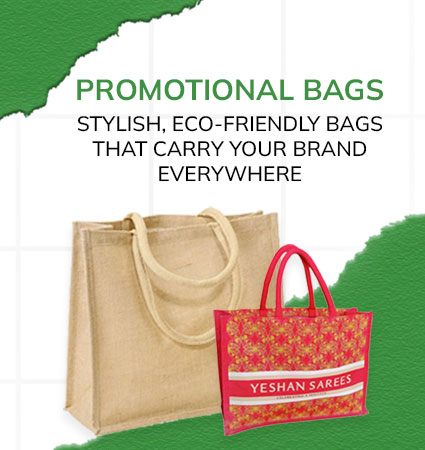 PROMOTIONAL BAGS
STYLISH, ECO-FRIENDLY BAGS
THAT CARRY YOUR BRAND
EVERYWHERE
YESHAN SAREES